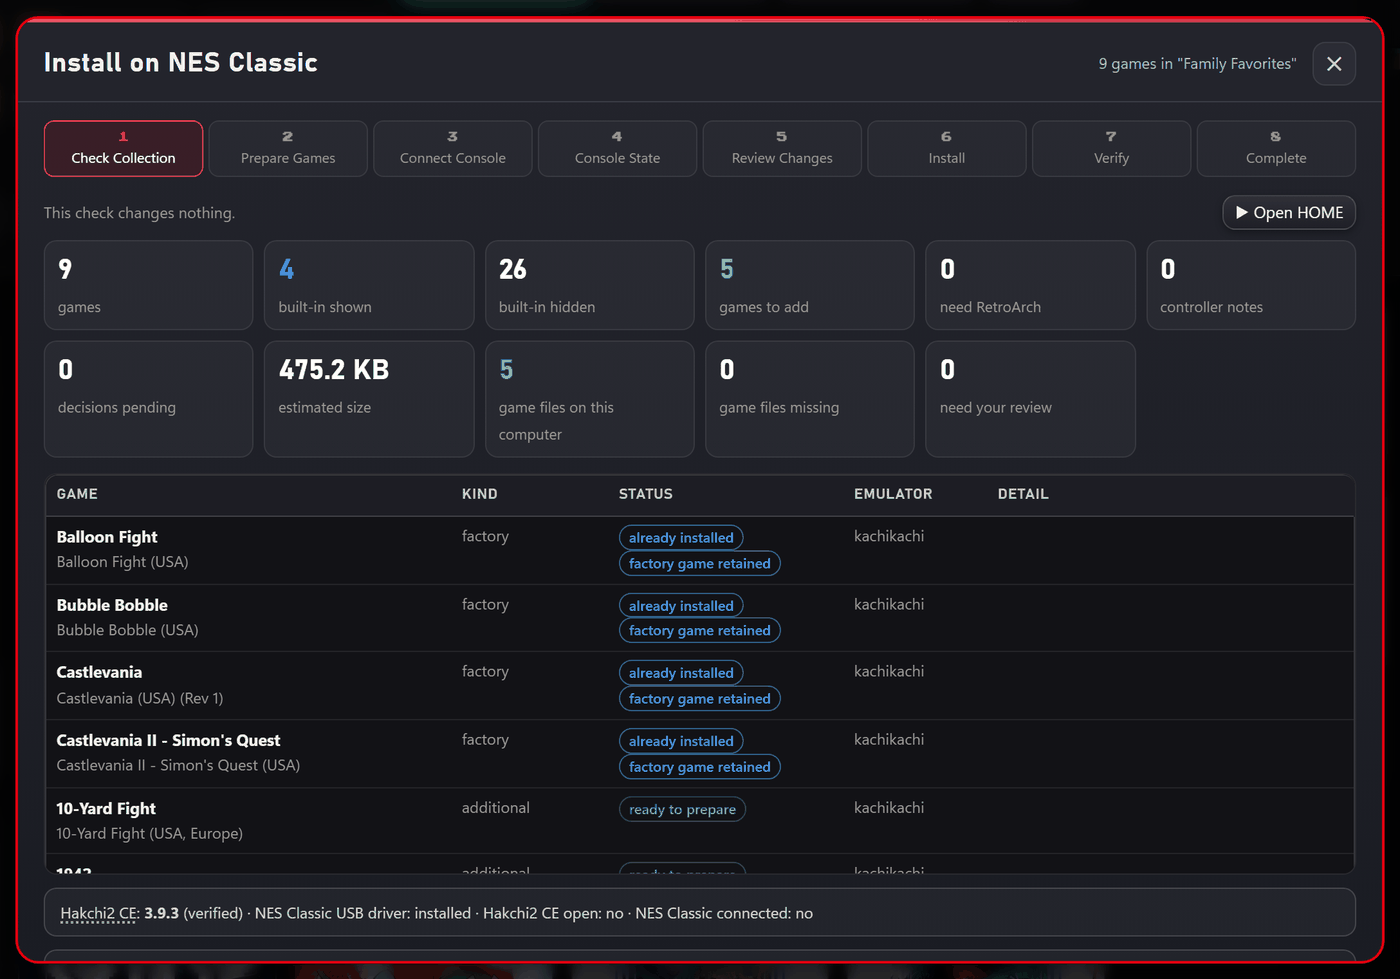 Install on NES Classic
9 games in "Family Favorites"
1
Check Collection
2
Prepare Games
3
Connect Console
4
Console State
5
Review Changes
6
Install
7
Verify
8
Complete
This check changes nothing.
Open HOME
9
games
4
built-in shown
26
built-in hidden
5
games to add
0
need RetroArch
0
controller notes
0
decisions pending
475.2 KB
estimated size
5
game files on this
computer
0
game files missing
0
need your review
GAME KIND STATUS EMULATOR DETAIL
Balloon Fight factory already installed kachikachi
Balloon Fight (USA) factory game retained
Bubble Bobble factory already installed kachikachi
Bubble Bobble (USA) factory game retained
Castlevania factory already installed kachikachi
Castlevania (USA) (Rev 1) factory game retained
Castlevania II - Simon's Quest factory already installed kachikachi
Castlevania II - Simon's Quest (USA) factory game retained
10-Yard Fight additional ready to prepare kachikachi
10-Yard Fight (USA, Europe)
1942 additional ready to prepare kachikachi
Hakchi2 CE: 3.9.3 (verified) · NES Classic USB driver: installed · Hakchi2 CE open: no · NES Classic connected: no